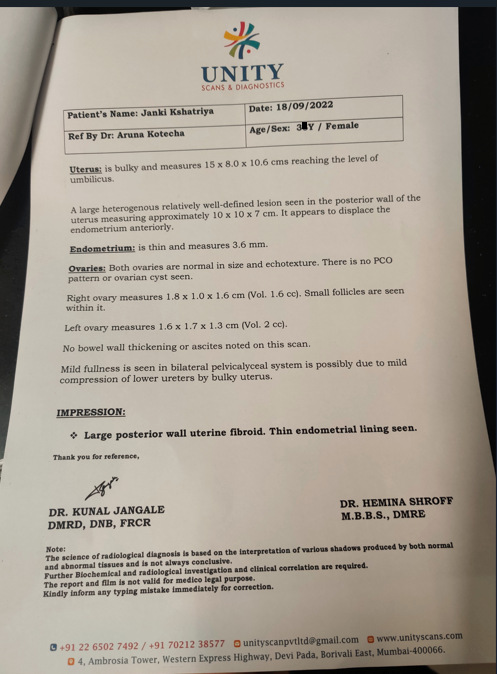 UNITY
SCANS & DIAGNOSTICS
Patient's Name: Janki Kshatriya
Date: 18/09/2022
Ref By Dr: Aruna Kotecha
Age/Sex: 3 Y / Female
Uterus: is bulky and measures 15 x 8.0 x 10.6 cms reaching the level of
umbilicus.
A large heterogenous relatively well-defined lesion seen in the posterior wall of the
uterus measuring approximately 10 x 10 x 7 cm. It appears to displace the
endometrium anteriorly.
Endometrium: is thin and measures 3.6 mm.
Ovaries: Both ovaries are normal in size and echotexture. There is no PCO
pattern or ovarian cyst seen.
Right ovary measures 1.8 x 1.0 x 1.6 cm (Vol. 1.6 cc). Small follicles are seen
within it.
Left ovary measures 1.6 x 1.7 x 1.3 cm (Vol. 2 cc).
No bowel wall thickening or ascites noted on this scan.
Mild fullness is seen in bilateral pelvicalyceal system is possibly due to mild
compression of lower ureters by bulky uterus.
IMPRESSION:
❖ Large posterior wall uterine fibroid. Thin endometrial lining seen.
Thank you for reference,
DR. KUNAL JANGALE
DMRD, DNB, FRCR
DR. HEMINA SHROFF
M.B.B.S., DMRE
Note:
The science of radiological diagnosis is based on the interpretation of various shadows produced by both normal
and abnormal tissues and is not always conclusive.
Further Biochemical and radiological investigation and clinical correlation are required.
The report and film is not valid for medico legal purpose.
Kindly inform any typing mistake immediately for correction.
+91 22 6502 7492 / +91 70212 38577 unityscanpvtltd@gmail.com www.unityscans.com
4, Ambrosia Tower, Western Express Highway, Devi Pada, Borivali East, Mumbai-400066.